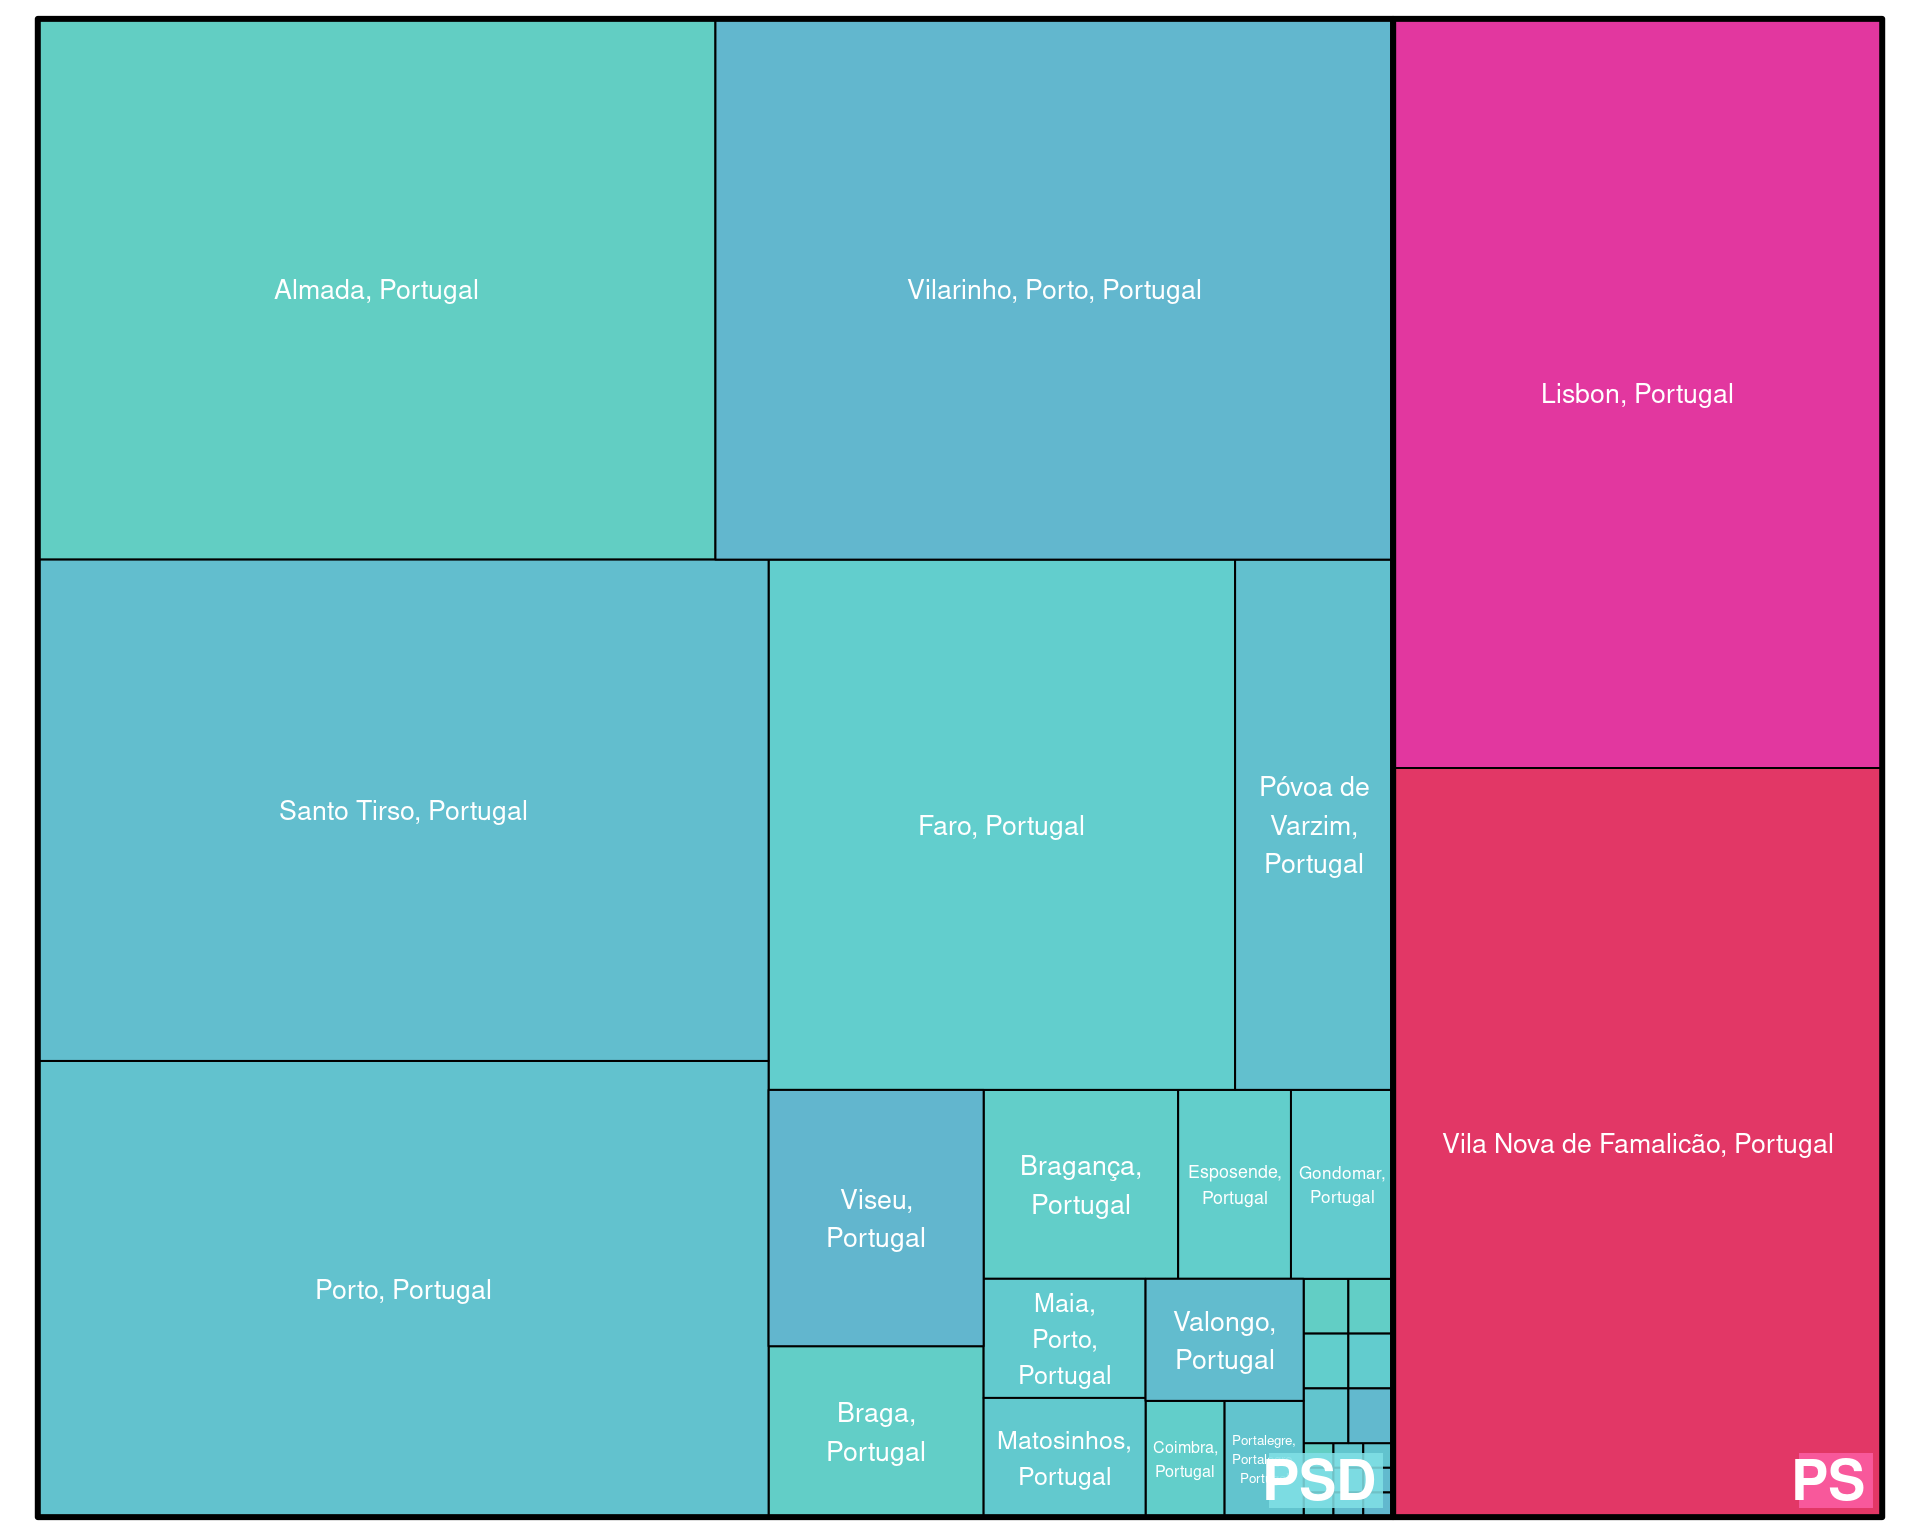 Almada, Portugal
Vilarinho, Porto, Portugal
Lisbon, Portugal
Santo Tirso, Portugal
Faro, Portugal
Póvoa de
Varzim,
Portugal
Vila Nova de Famalicão, Portugal
Porto, Portugal
Viseu,
Portugal
Bragança,
Portugal
Esposende,
Portugal
Gondomar,
Portugal
Braga,
Portugal
Maia,
Porto,
Portugal
Valongo,
Portugal
Matosinhos,
Portugal
Coimbra,
Portugal
Portalegre,
PSD
PS